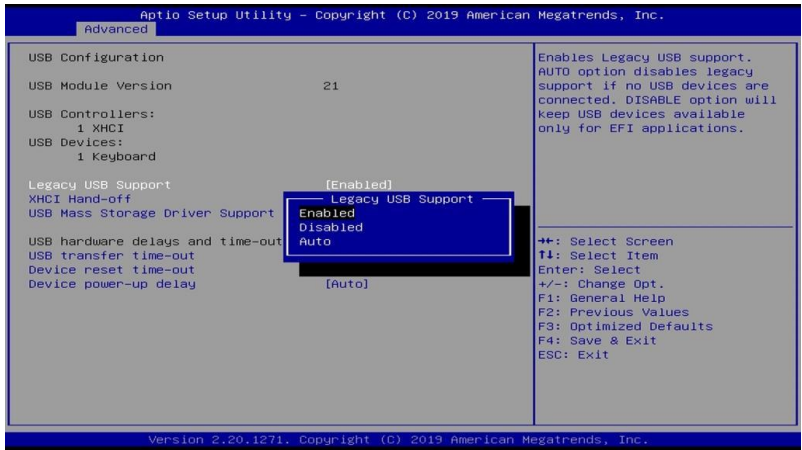 Aptio Setup Utility – Copyright (C) 2019 American Megatrends, Inc.
Advanced
USB Configuration
USB Module Version 21
USB Controllers:
1 XHCI
USB Devices:
1 Keyboard
Legacy USB Support [Enabled]
XHCI Hand-off
USB Mass Storage Driver Support
USB hardware delays and time-out
USB transfer time-out
Device reset time-out
Device power-up delay [Auto]
Legacy USB Support
Enabled
Disabled
Auto
Enables Legacy USB support.
AUTO option disables legacy
support if no USB devices are
connected. DISABLE option will
keep USB devices available
only for EFI applications.
→←: Select Screen
↑↓: Select Item
Enter: Select
+/-: Change Opt.
F1: General Help
F2: Previous Values
F3: Optimized Defaults
F4: Save & Exit
ESC: Exit
Version 2.20.1271. Copyright (C) 2019 American Megatrends, Inc.